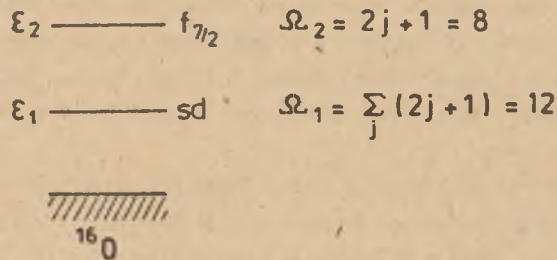 ε₂ f₇/₂ Ω₂ = 2j + 1 = 8
ε₁ sd Ω₁ = Σⱼ (2j + 1) = 12
¹⁶O